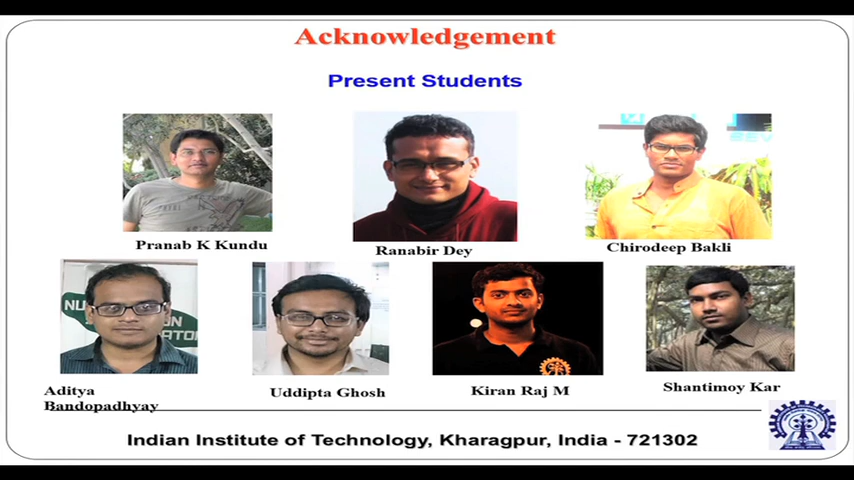 Acknowledgement
Present Students
Pranab K Kundu
Ranabir Dey
Chirodeep Bakli
Aditya
Bandopadhyay
Uddipta Ghosh
Kiran Raj M
Shantimoy Kar
Indian Institute of Technology, Kharagpur, India - 721302